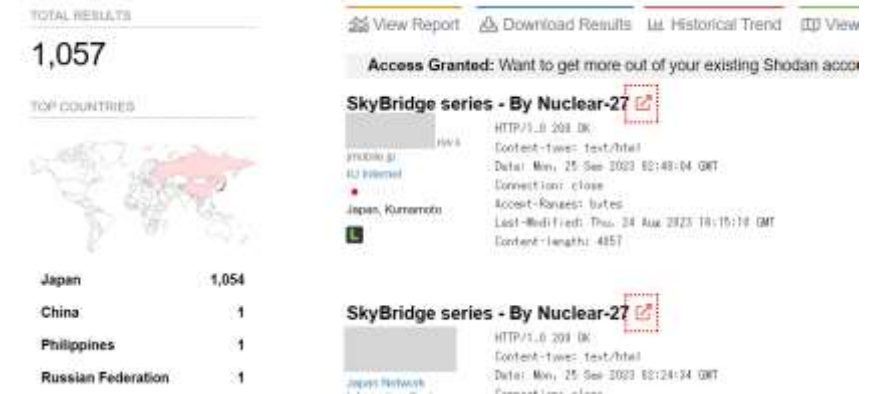 TOTAL RESULTS
1,057
TOP COUNTRIES
Japan 1,054
China 1
Philippines 1
Russian Federation 1
View Report Download Results Historical Trend View
Access Granted: Want to get more out of your existing Shodan acco
SkyBridge series - By Nuclear-27
HTTP/1.0 200 OK
Content-type: text/html
Date: Mon, 25 Sep 2023 02:48:04 GMT
Connection: close
Accept-Ranges: bytes
Last-Modified: Thu, 24 Aug 2023 10:15:10 GMT
Content-length: 4857
IIJ Internet
Japan, Kumamoto
L
SkyBridge series - By Nuclear-27
HTTP/1.0 200 OK
Content-type: text/html
Date: Mon, 25 Sep 2023 02:24:34 GMT
Connection: close
Japan Network